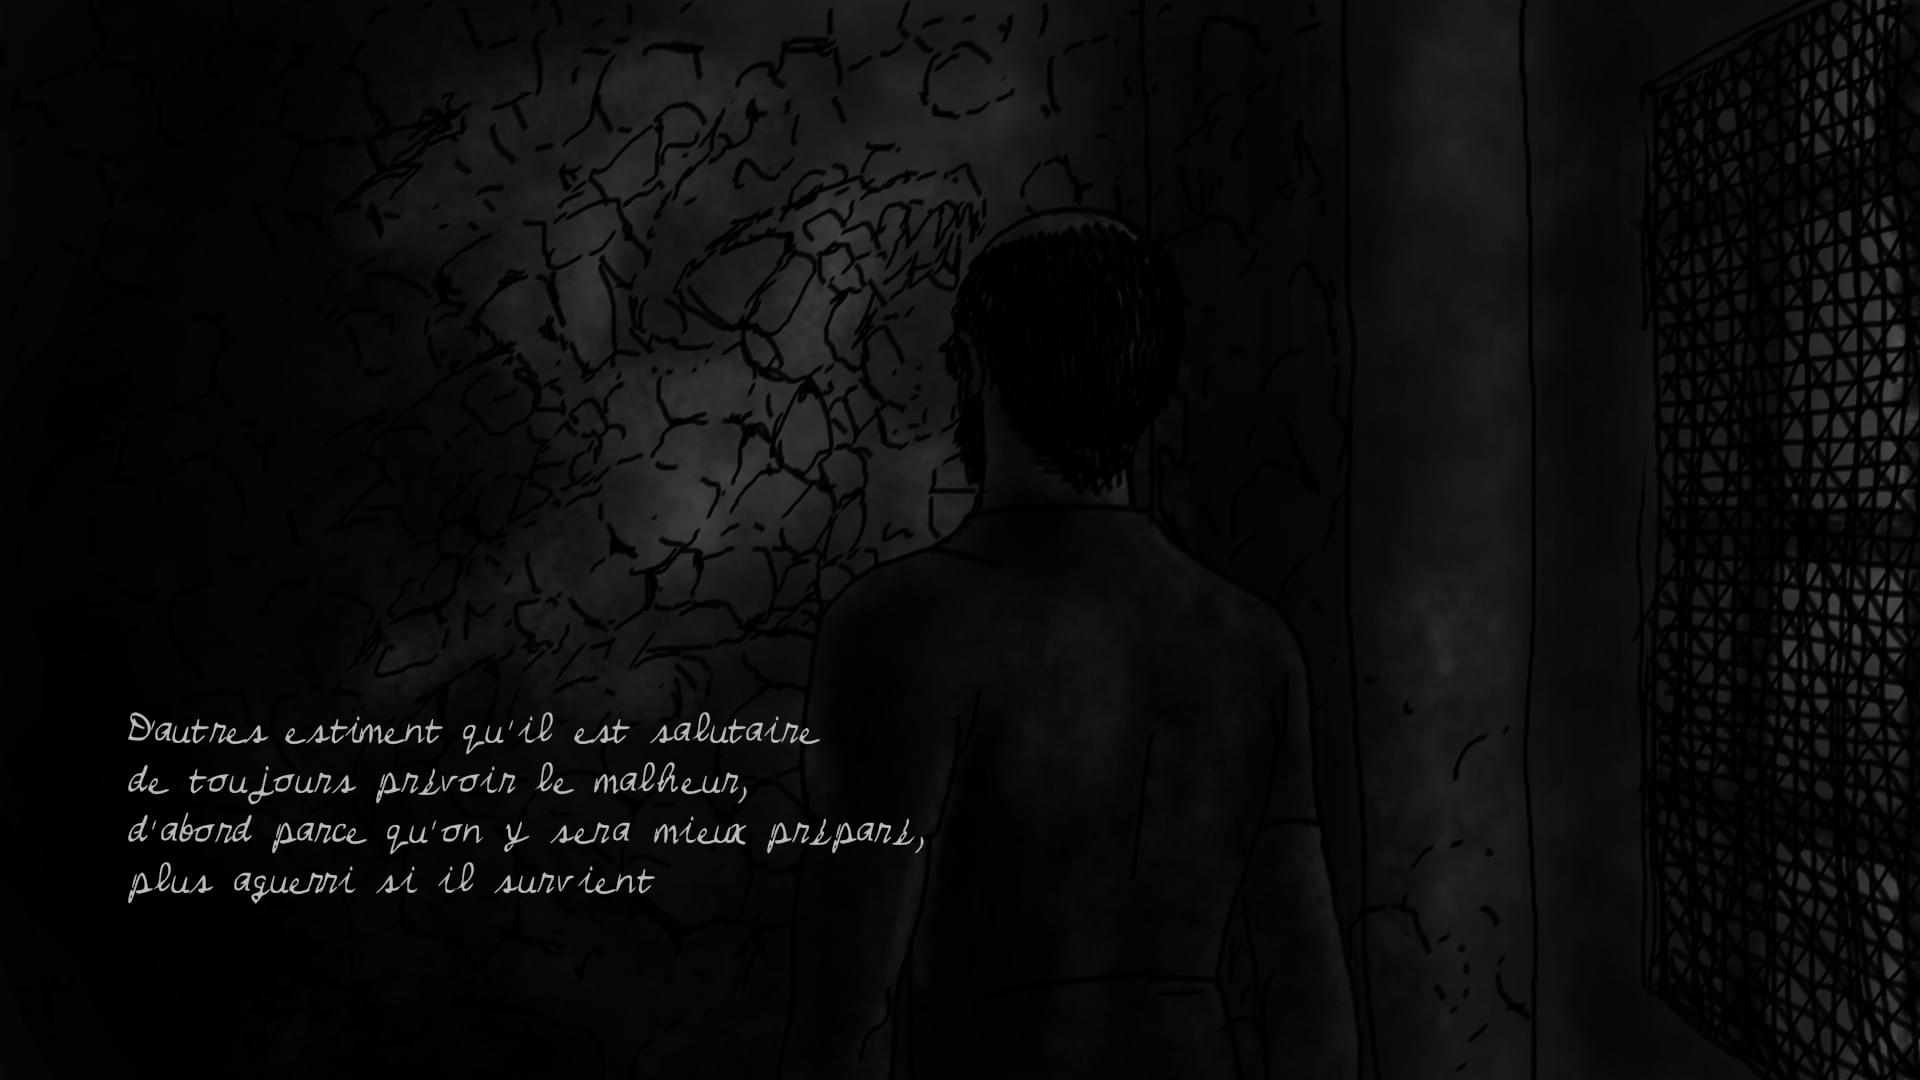 D'autres estiment qu'il est salutaire
de toujours prévoir le malheur,
d'abord parce qu'on y sera mieux préparé,
plus aguerri si il survient